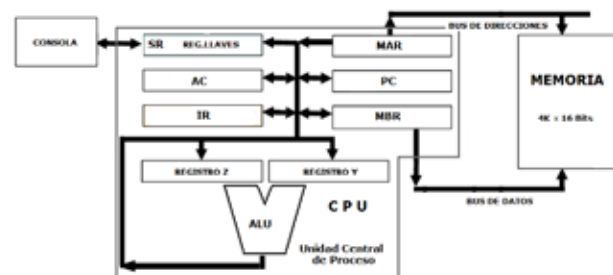 BUS DE DIRECCIONES
CONSOLA
SR REG.LLAVES
MAR
AC
PC
IR
MBR
MEMORIA
4K x 16 Bits
REGISTRO Z
REGISTRO Y
ALU
C P U
Unidad Central
de Proceso
BUS DE DATOS